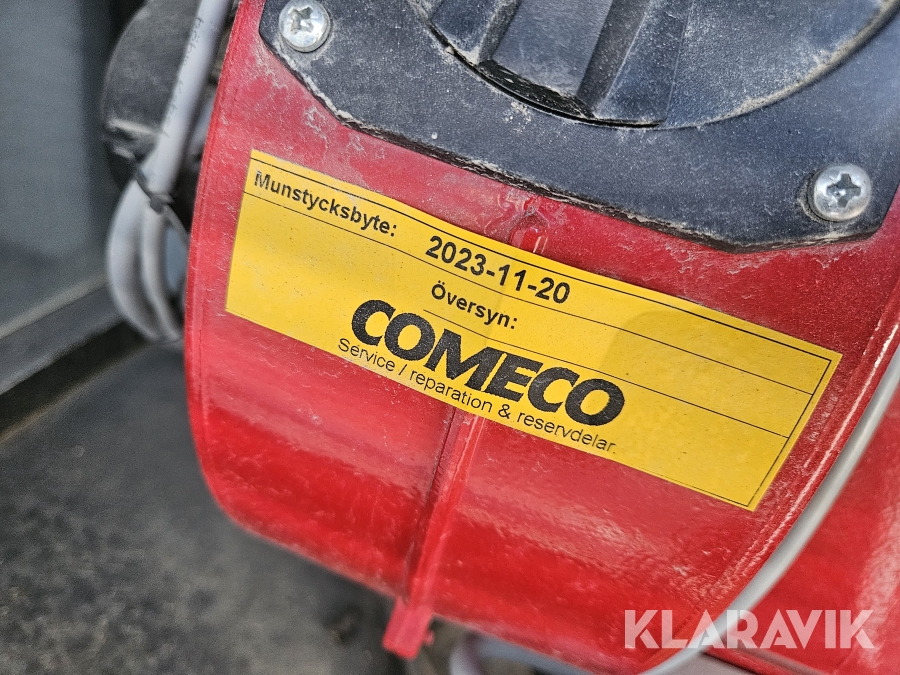 Munstycksbyte: 2023-11-20
Översyn:
COMECO
Service / reparation & reservdelar.
KLARAVIK